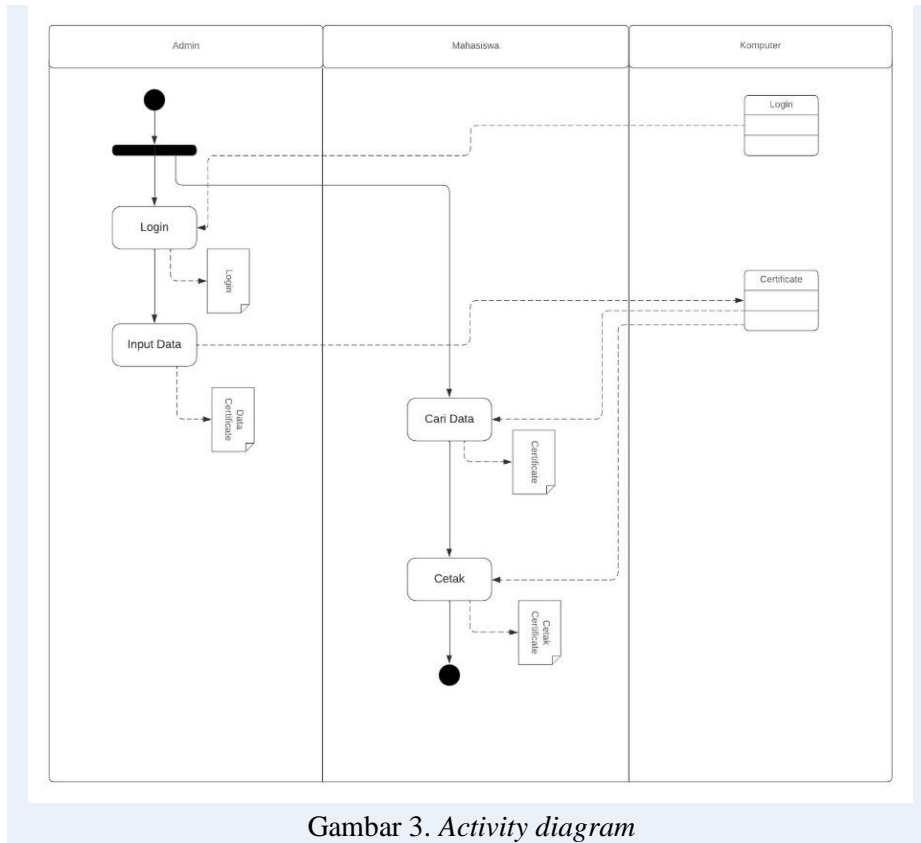 Admin
Mahasiswa
Komputer
Login
Login
Login
Certificate
Input Data
Data
Certificate
Cari Data
Certificate
Cetak
Cetak
Certificate
Gambar 3. Activity diagram